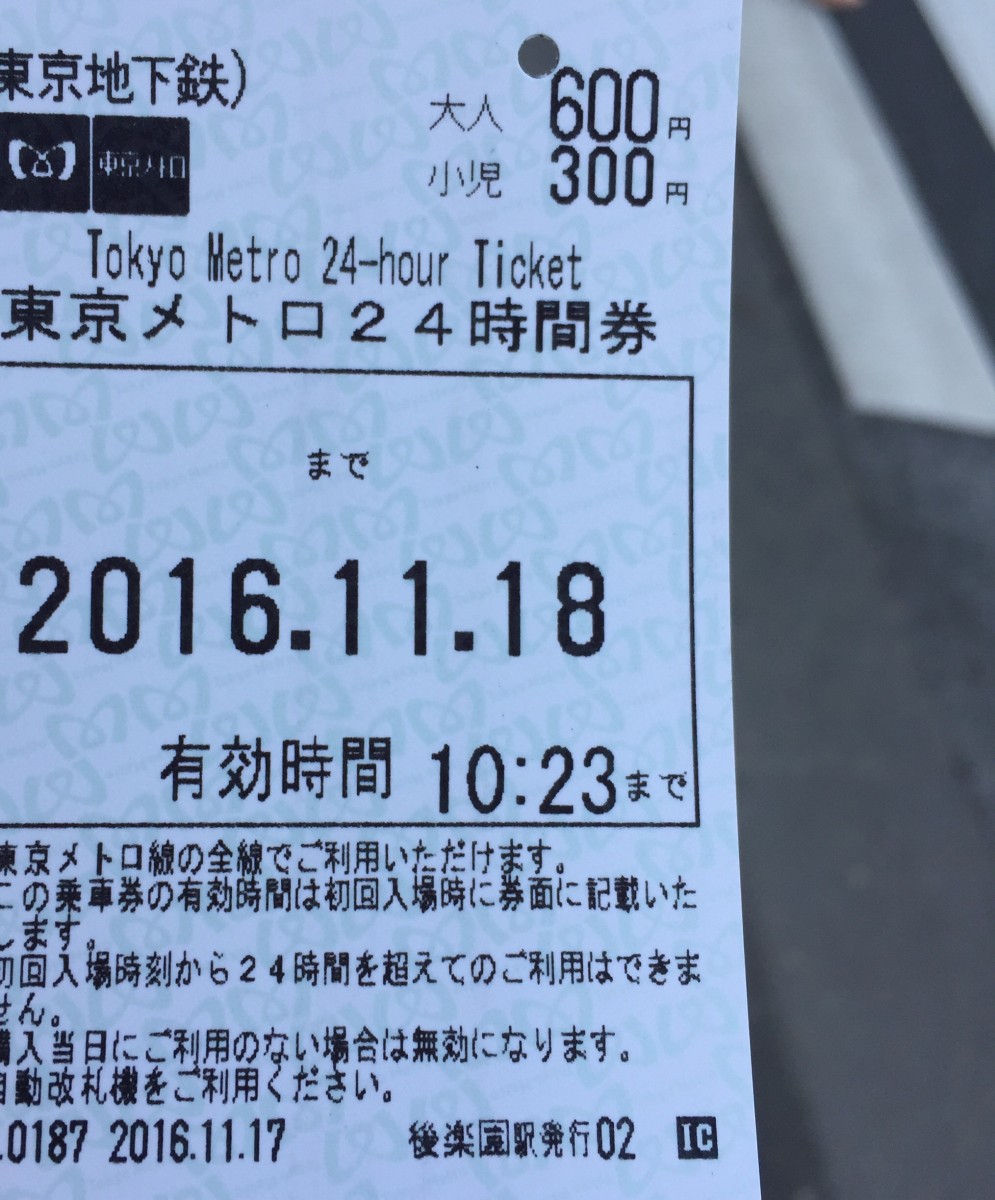 東京地下鉄)
大人 600円
小児 300円
東京メトロ
Tokyo Metro 24-hour Ticket
東京メトロ24時間券
まで
2016.11.18
有効時間 10:23まで
東京メトロ線の全線でご利用いただけます。
この乗車券の有効時間は初回入場時に券面に記載いた
します。
初回入場時刻から24時間を超えてのご利用はできま
せん。
購入当日にご利用のない場合は無効になります。
自動改札機をご利用ください。
.0187 2016.11.17 後楽園駅発行02 IC